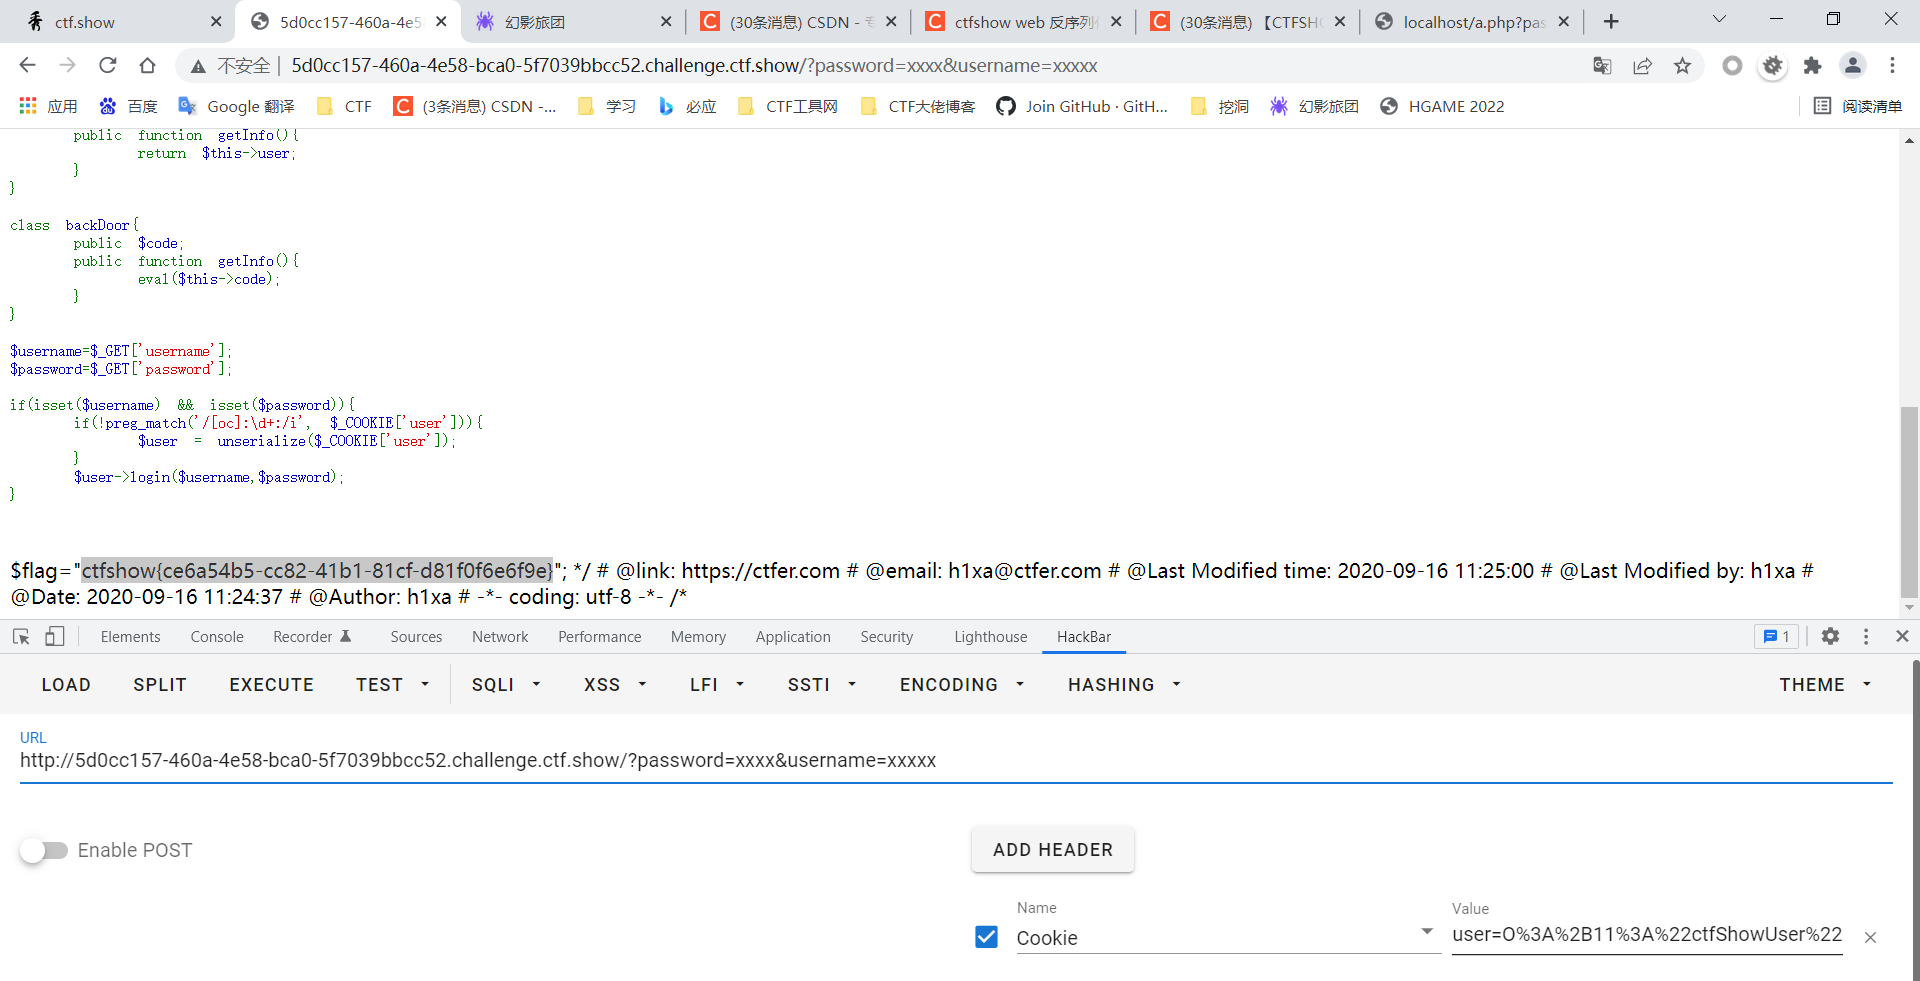 ctf.show
5d0cc157-460a-4e5
幻影旅团
(30条消息) CSDN - 专
ctfshow web 反序列
(30条消息) 【CTFSH
localhost/a.php?pas
不安全 | 5d0cc157-460a-4e58-bca0-5f7039bbcc52.challenge.ctf.show/?password=xxxx&username=xxxxx
应用 百度 Google 翻译 CTF (3条消息) CSDN -... 学习 必应 CTF工具网 CTF大佬博客 Join GitHub · GitH... 挖洞 幻影旅团 HGAME 2022 阅读清单
public function getInfo(){
return $this->user;
}
}
class backDoor{
public $code;
public function getInfo(){
eval($this->code);
}
}
$username=$_GET['username'];
$password=$_GET['password'];
if(isset($username) && isset($password)){
if(!preg_match('/[oc]:\d+:/i', $_COOKIE['user'])){
$user = unserialize($_COOKIE['user']);
}
$user->login($username,$password);
}
$flag="ctfshow{ce6a54b5-cc82-41b1-81cf-d81f0f6e6f9e}"; */ # @link: https://ctfer.com # @email: h1xa@ctfer.com # @Last Modified time: 2020-09-16 11:25:00 # @Last Modified by: h1xa #
@Date: 2020-09-16 11:24:37 # @Author: h1xa # -*- coding: utf-8 -*- /*
Elements Console Recorder Sources Network Performance Memory Application Security Lighthouse HackBar 1
LOAD SPLIT EXECUTE TEST SQLI XSS LFI SSTI ENCODING HASHING THEME
URL
http://5d0cc157-460a-4e58-bca0-5f7039bbcc52.challenge.ctf.show/?password=xxxx&username=xxxxx
Enable POST
ADD HEADER
Name
Cookie
Value
user=O%3A%2B11%3A%22ctfShowUser%22